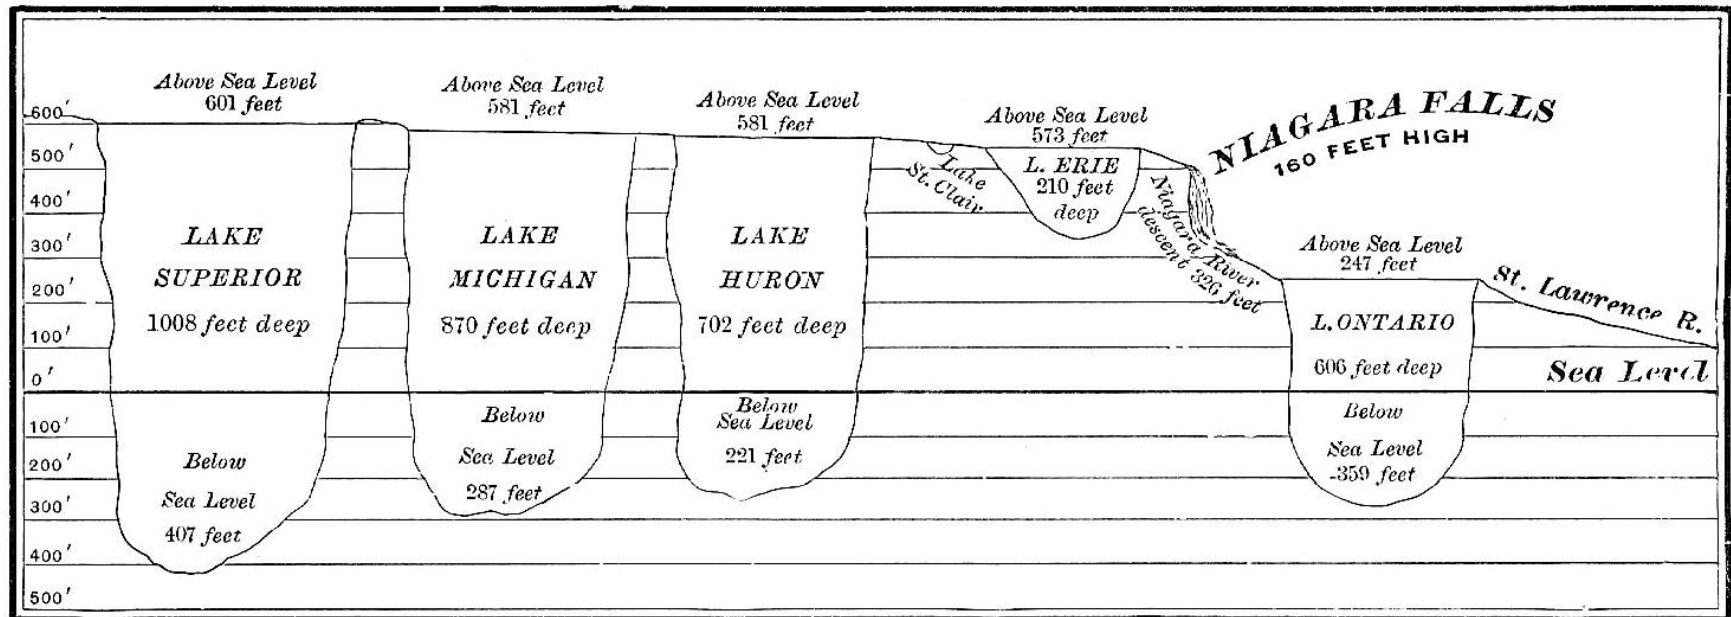 Above Sea Level
601 feet
Above Sea Level
581 feet
Above Sea Level
581 feet
Above Sea Level
573 feet
NIAGARA FALLS
160 FEET HIGH
600'
500'
400'
300'
200'
100'
0'
100'
200'
300'
400'
500'
LAKE
SUPERIOR
1008 feet deep
Below
Sea Level
407 feet
LAKE
MICHIGAN
870 feet deep
Below
Sea Level
287 feet
LAKE
HURON
702 feet deep
Below
Sea Level
221 feet
Lake
St. Clair
L. ERIE
210 feet
deep
Niagara River
descent 326 feet
Above Sea Level
247 feet
L. ONTARIO
606 feet deep
Below
Sea Level
359 feet
St. Lawrence R.
Sea Level